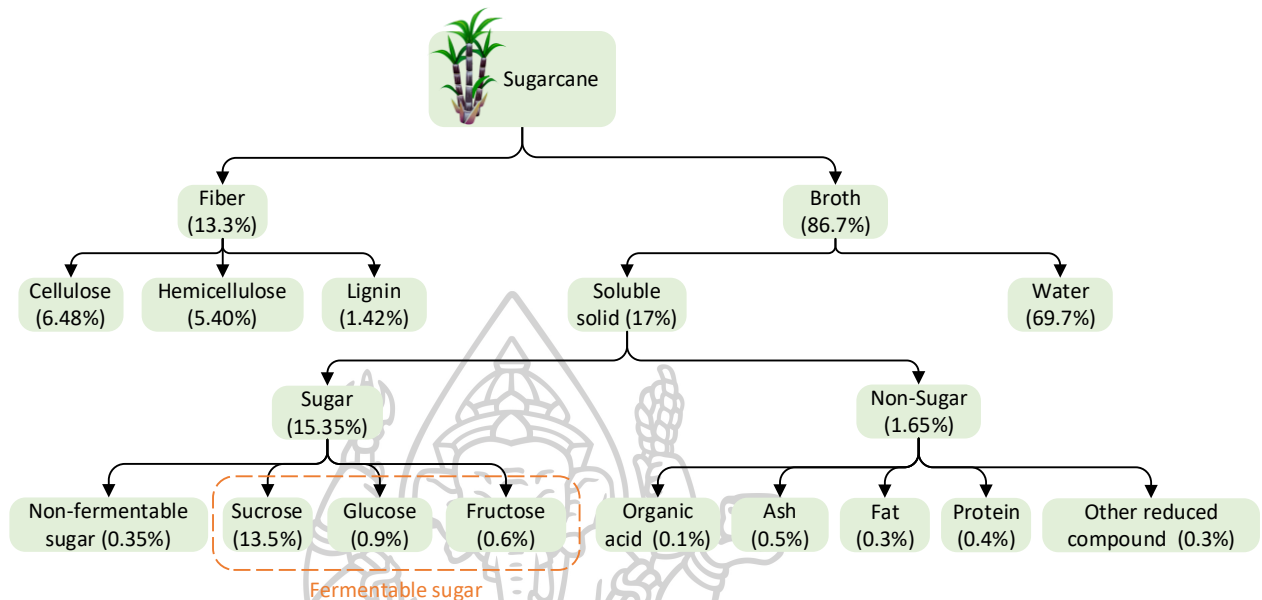 Sugarcane
Fiber
(13.3%)
Broth
(86.7%)
Cellulose
(6.48%)
Hemicellulose
(5.40%)
Lignin
(1.42%)
Soluble
solid (17%)
Water
(69.7%)
Sugar
(15.35%)
Non-Sugar
(1.65%)
Non-fermentable
sugar (0.35%)
Sucrose
(13.5%)
Glucose
(0.9%)
Fructose
(0.6%)
Organic
acid (0.1%)
Ash
(0.5%)
Fat
(0.3%)
Protein
(0.4%)
Other reduced
compound (0.3%)
Fermentable sugar